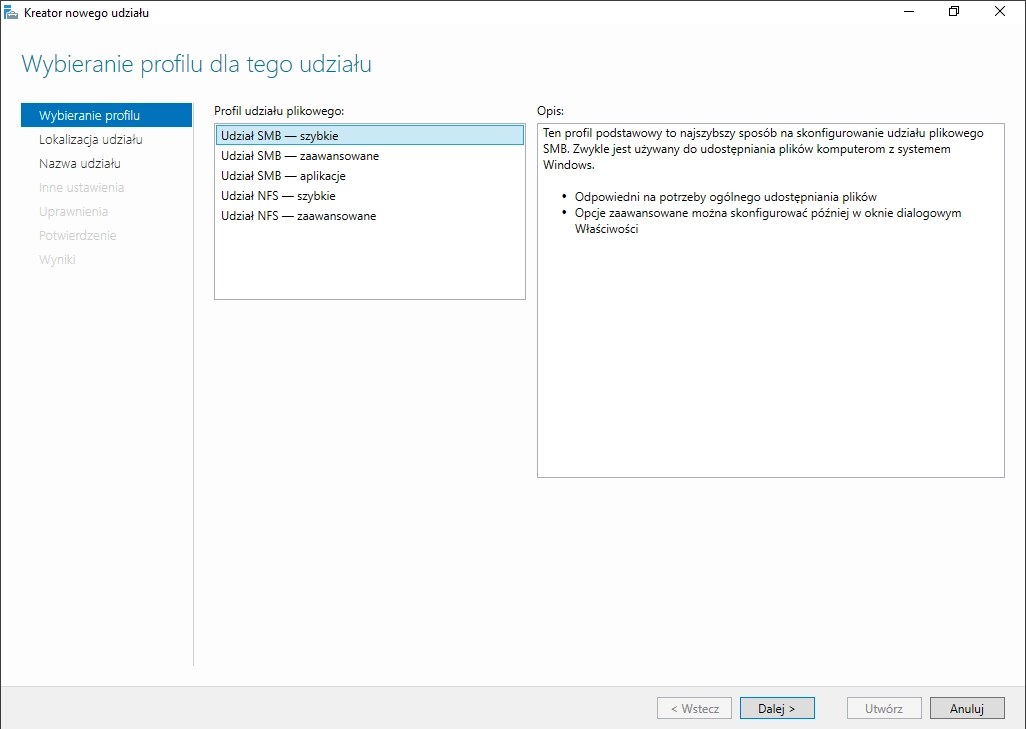 Kreator nowego udziału
Wybieranie profilu dla tego udziału
Wybieranie profilu
Lokalizacja udziału
Nazwa udziału
Inne ustawienia
Uprawnienia
Potwierdzenie
Wyniki
Profil udziału plikowego:
Udział SMB — szybkie
Udział SMB — zaawansowane
Udział SMB — aplikacje
Udział NFS — szybkie
Udział NFS — zaawansowane
Opis:
Ten profil podstawowy to najszybszy sposób na skonfigurowanie udziału plikowego
SMB. Zwykle jest używany do udostępniania plików komputerom z systemem
Windows.
• Odpowiedni na potrzeby ogólnego udostępniania plików
• Opcje zaawansowane można skonfigurować później w oknie dialogowym
Właściwości
< Wstecz
Dalej >
Utwórz
Anuluj